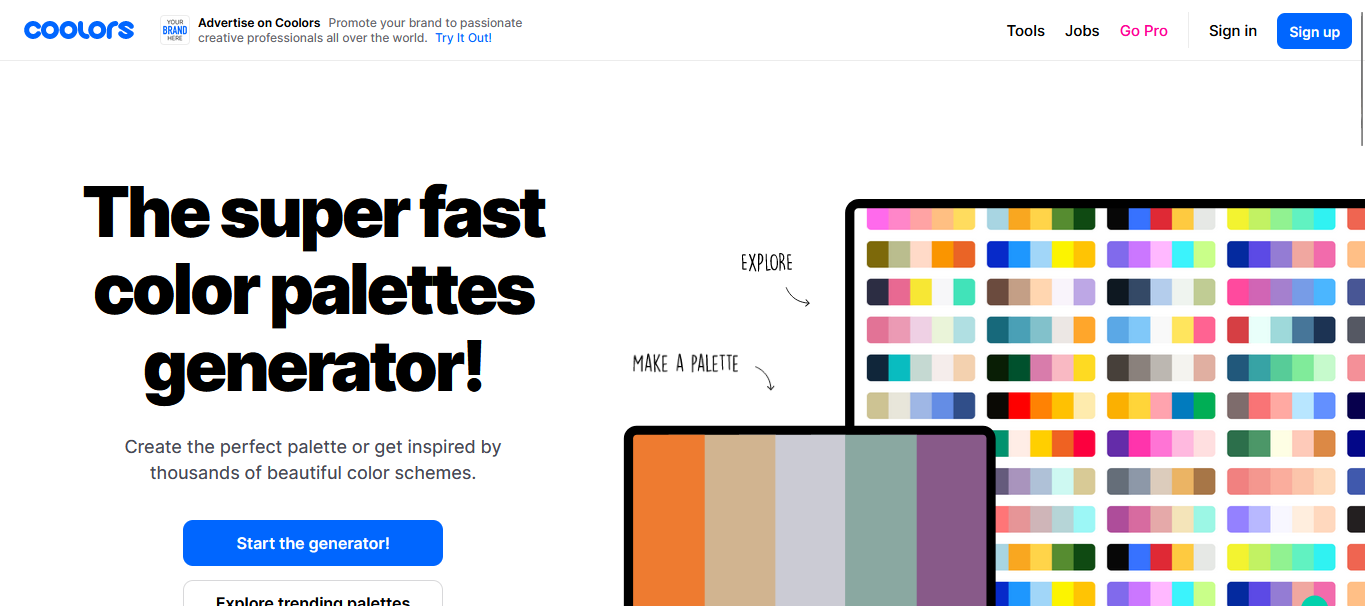 coolors
YOUR
BRAND
HERE
Advertise on Coolors Promote your brand to passionate
creative professionals all over the world. Try It Out!
Tools Jobs Go Pro Sign in Sign up
The super fast
color palettes
generator!
Create the perfect palette or get inspired by
thousands of beautiful color schemes.
Start the generator!
Explore trending palettes
EXPLORE
MAKE A PALETTE